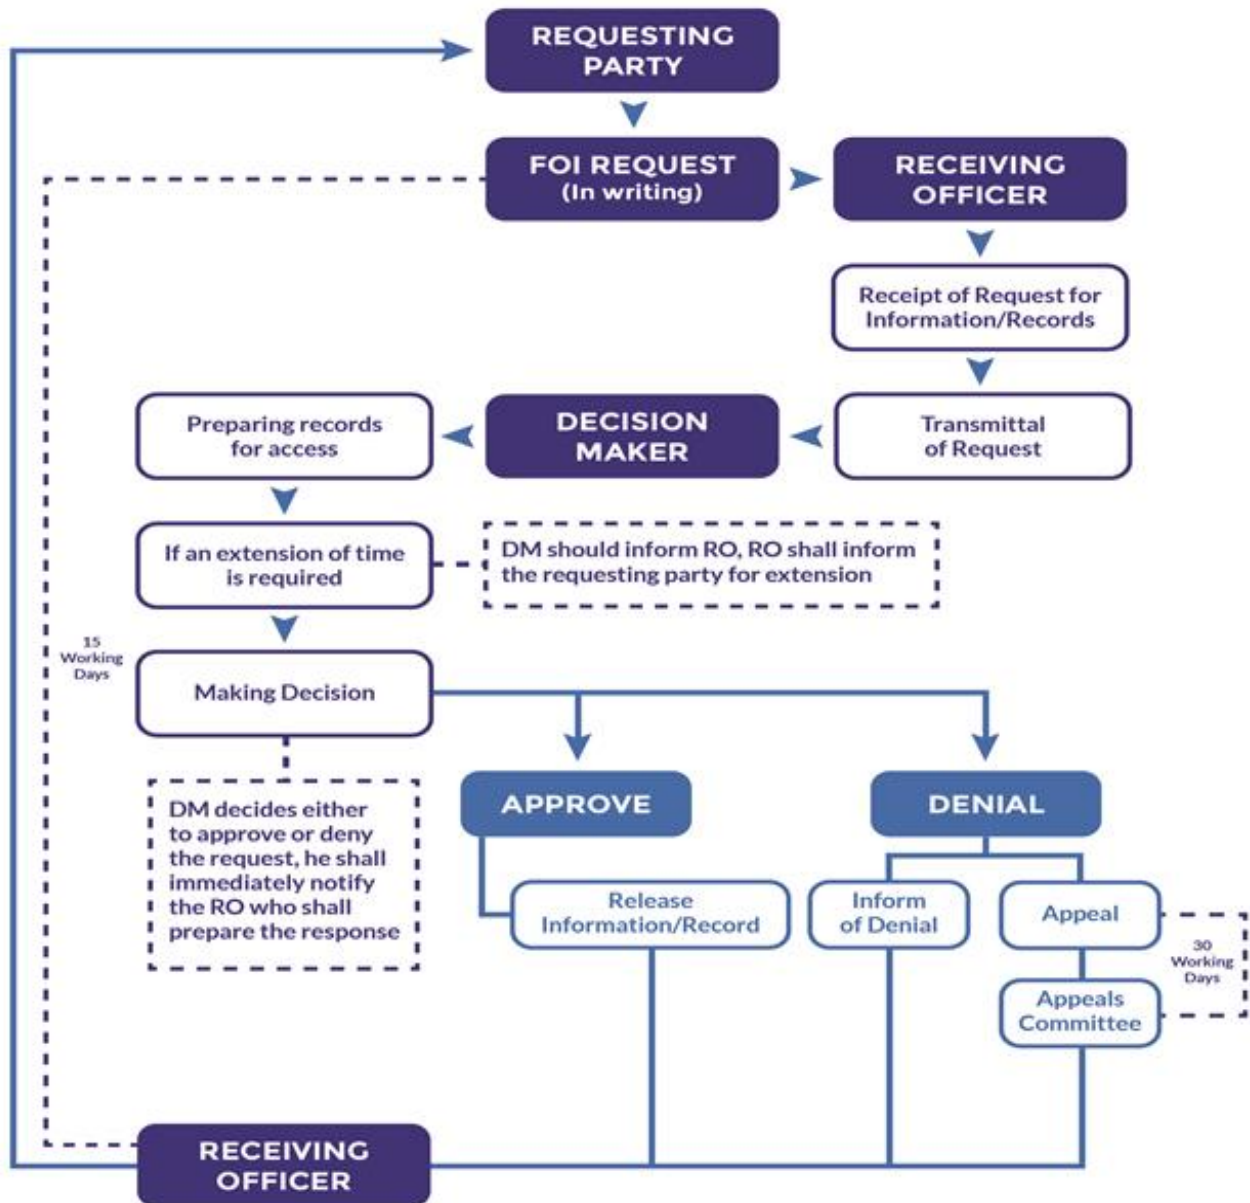 REQUESTING
PARTY
FOI REQUEST
(In writing)
RECEIVING
OFFICER
Receipt of Request for
Information/Records
Transmittal
of Request
DECISION
MAKER
Preparing records
for access
If an extension of time
is required
DM should inform RO, RO shall inform
the requesting party for extension
15
Working
Days
Making Decision
DM decides either
to approve or deny
the request, he shall
immediately notify
the RO who shall
prepare the response
APPROVE
DENIAL
Release
Information/Record
Inform
of Denial
Appeal
30
Working
Days
Appeals
Committee
RECEIVING
OFFICER